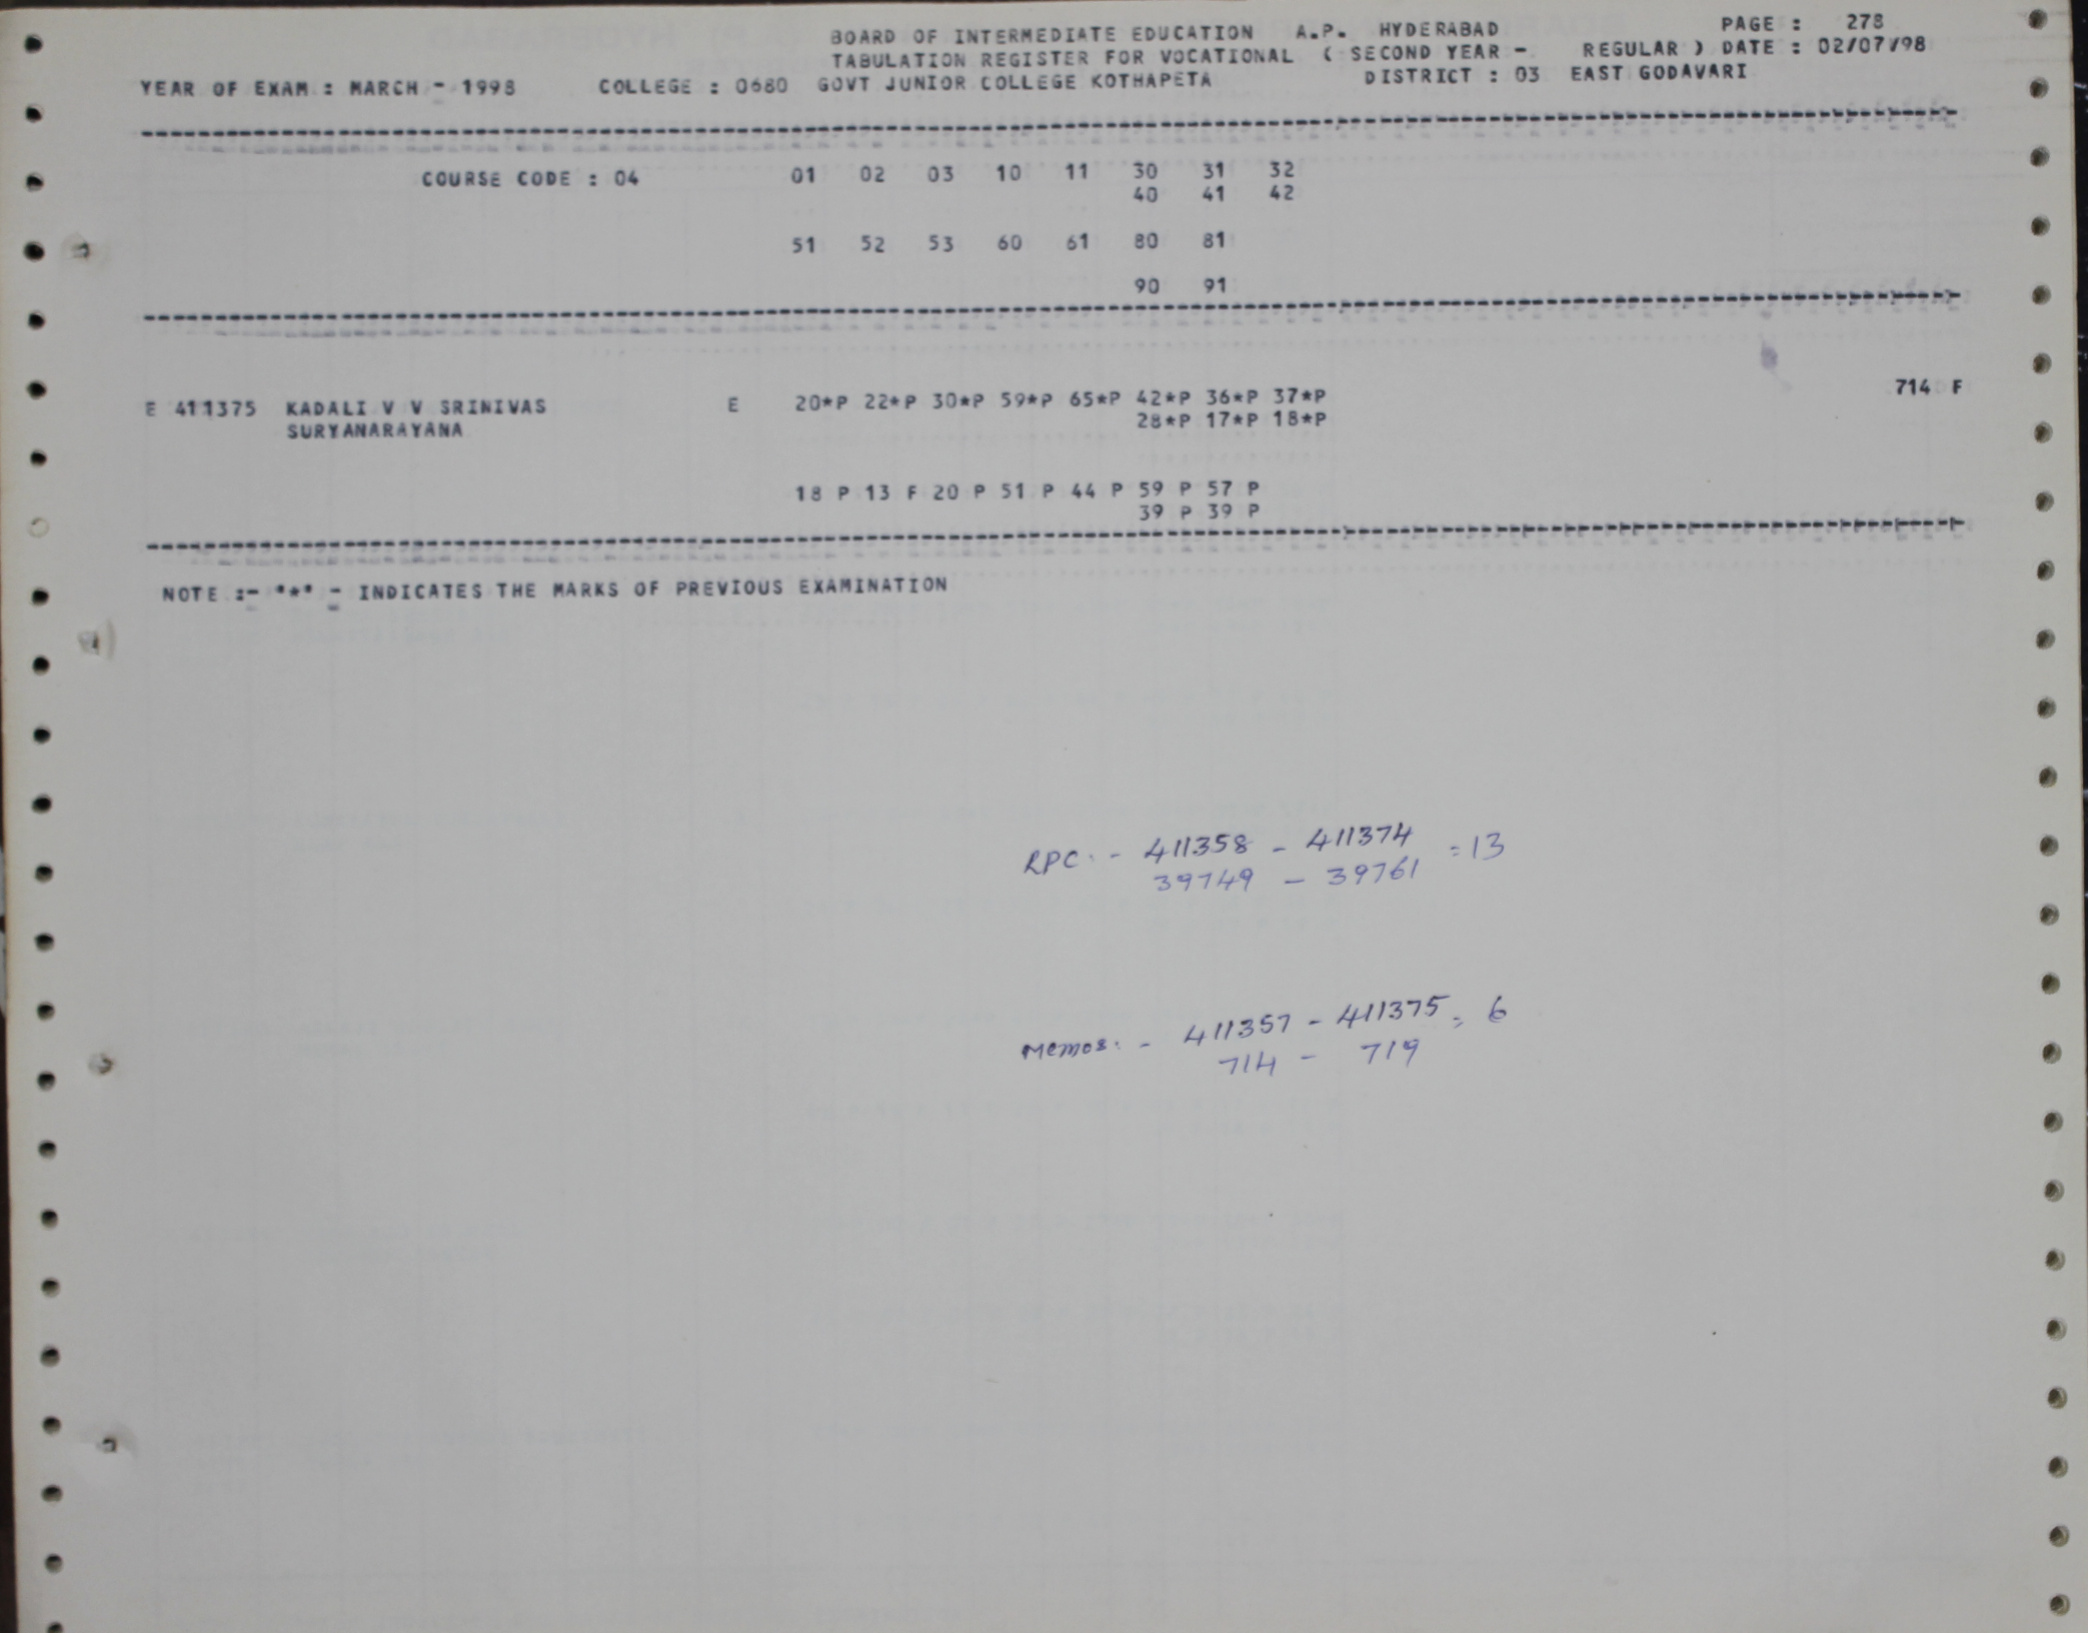 BOARD OF INTERMEDIATE EDUCATION A.P. HYDERABAD PAGE : 278
TABULATION REGISTER FOR VOCATIONAL ( SECOND YEAR - REGULAR ) DATE : 02/07/98
YEAR OF EXAM : MARCH - 1998 COLLEGE : 0680 GOVT JUNIOR COLLEGE KOTHAPETA DISTRICT : 03 EAST GODAVARI
COURSE CODE : 04 01 02 03 10 11 30 31 32
40 41 42
51 52 53 60 61 80 81
90 91
E 411375 KADALI V V SRINIVAS E 20*P 22*P 30*P 59*P 65*P 42*P 36*P 37*P 714 F
SURYANARAYANA 28*P 17*P 18*P
18 P 13 F 20 P 51 P 44 P 59 P 57 P
39 P 39 P
NOTE :- "*" - INDICATES THE MARKS OF PREVIOUS EXAMINATION
RPC:- 411358 - 411374 = 13
39749 - 39761
Memos:- 411357 - 411375 = 6
714 - 719